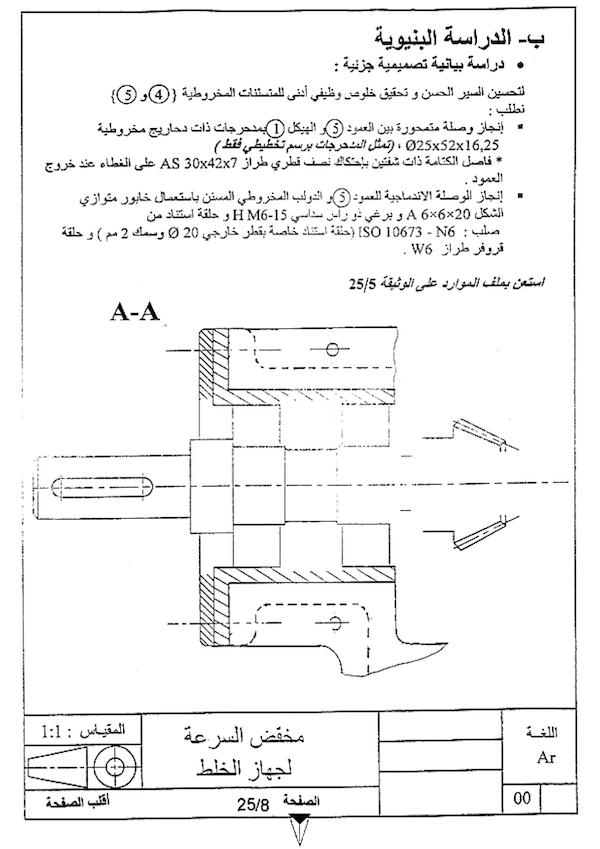 ب- الدراسة البنيوية
• دراسة بيانية تصميمية جزئية :
لتحسين السير الحسن و تحقيق خلوص وظيفي أدنى للمتسننات المخروطية {(4)و (5)}
نطلب :
▪ إنجاز وصلة متمحورة بين العمود (5) و الهيكل (1) بمدحرجات ذات دحاريج مخروطية
Ø25x52x16,25 ، (تمثل المدحرجات برسم تخطيطي فقط )
* فاصل الكتامة ذات شفتين بإحتكاك نصف قطري طراز AS 30x42x7 على الغطاء عند خروج
العمود .
▪ إنجاز الوصلة الاندماجية للعمود (5) و الدولب المخروطي المسنن باستعمال خابور متوازي
الشكل A 6×6×20 و برغي ذو رأس سداسي H M6-15 و حلقة استناد من
صلب : ISO 10673 - N6] (حلقة استناد خاصة بقطر خارجي Ø 20 وسمك 2 مم ) و حلقة
قروفر طراز W6 .
استعن بملف الموارد على الوثيقة 25/5
A-A
المقياس : 1:1
مخفض السرعة
لجهاز الخلط
اللغة
Ar
00
الصفحة 25/8
أقلب الصفحة